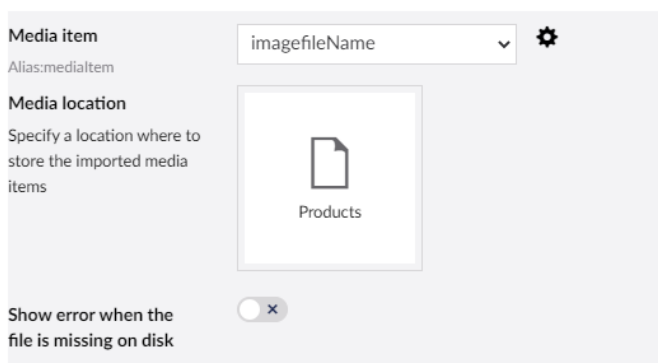 Media item
imagefileName
Alias:mediaItem
Media location
Specify a location where to
store the imported media
items
Products
Show error when the
file is missing on disk